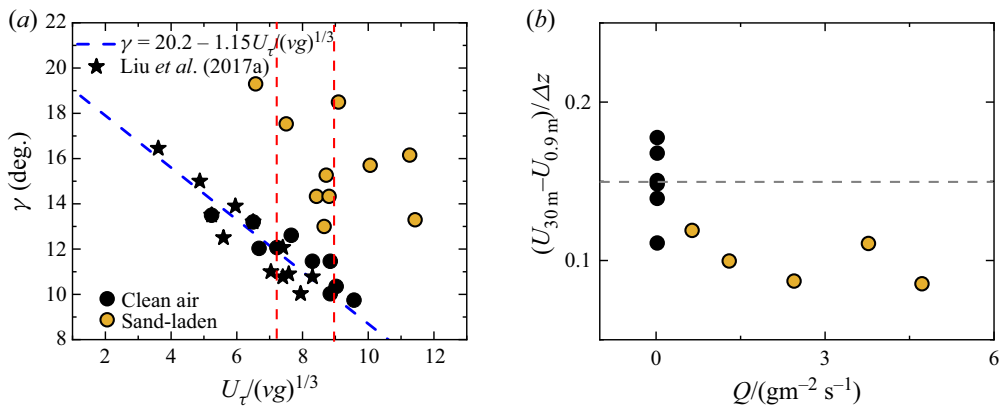 (a)
22
20
18
16
14
12
10
8
γ (deg.)
γ = 20.2 – 1.15Uτ/(vg)^1/3
Liu et al. (2017a)
Clean air
Sand-laden
2 4 6 8 10 12
Uτ/(vg)^1/3
(b)
0.2
0.1
(U30 m–U0.9 m)/Δz
0 3 6
Q/(gm−2 s−1)